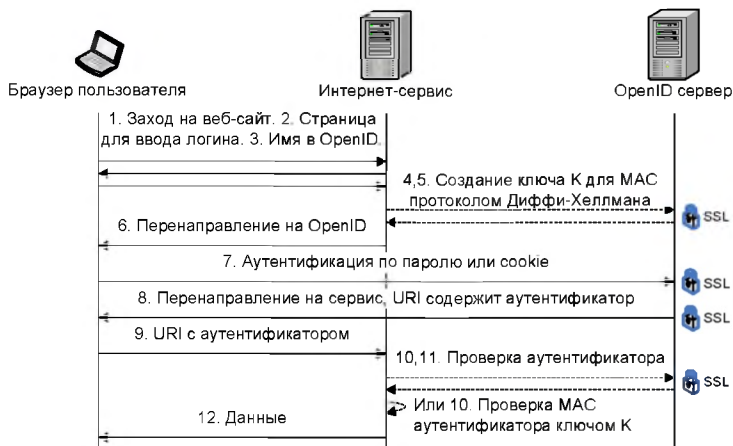 Браузер пользователя
Интернет-сервис
OpenID сервер
1. Заход на веб-сайт. 2. Страница
для ввода логина. 3. Имя в OpenID.
4,5. Создание ключа K для MAC
протоколом Диффи-Хеллмана
SSL
6. Перенаправление на OpenID
7. Аутентификация по паролю или cookie
SSL
8. Перенаправление на сервис, URI содержит аутентификатор
SSL
9. URI с аутентификатором
10,11. Проверка аутентификатора
SSL
Или 10. Проверка MAC
аутентификатора ключом K
12. Данные